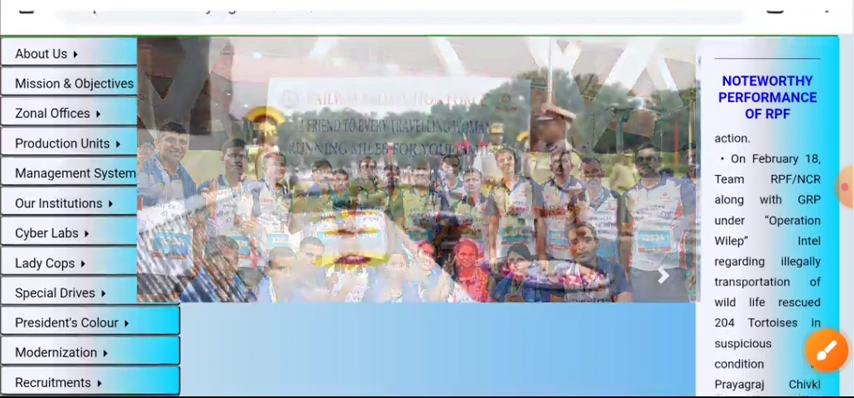 About Us
Mission & Objectives
Zonal Offices
Production Units
Management System
Our Institutions
Cyber Labs
Lady Cops
Special Drives
President's Colour
Modernization
Recruitments
A FRIEND TO EVERY TRAVELLING WOMAN
RUNNING MILES FOR YOUR
NOTEWORTHY
PERFORMANCE
OF RPF
action.
• On February 18,
Team RPF/NCR
along with GRP
under “Operation
Wilep” Intel
regarding illegally
transportation of
wild life rescued
204 Tortoises in
suspicious
condition
Prayagraj Chivki